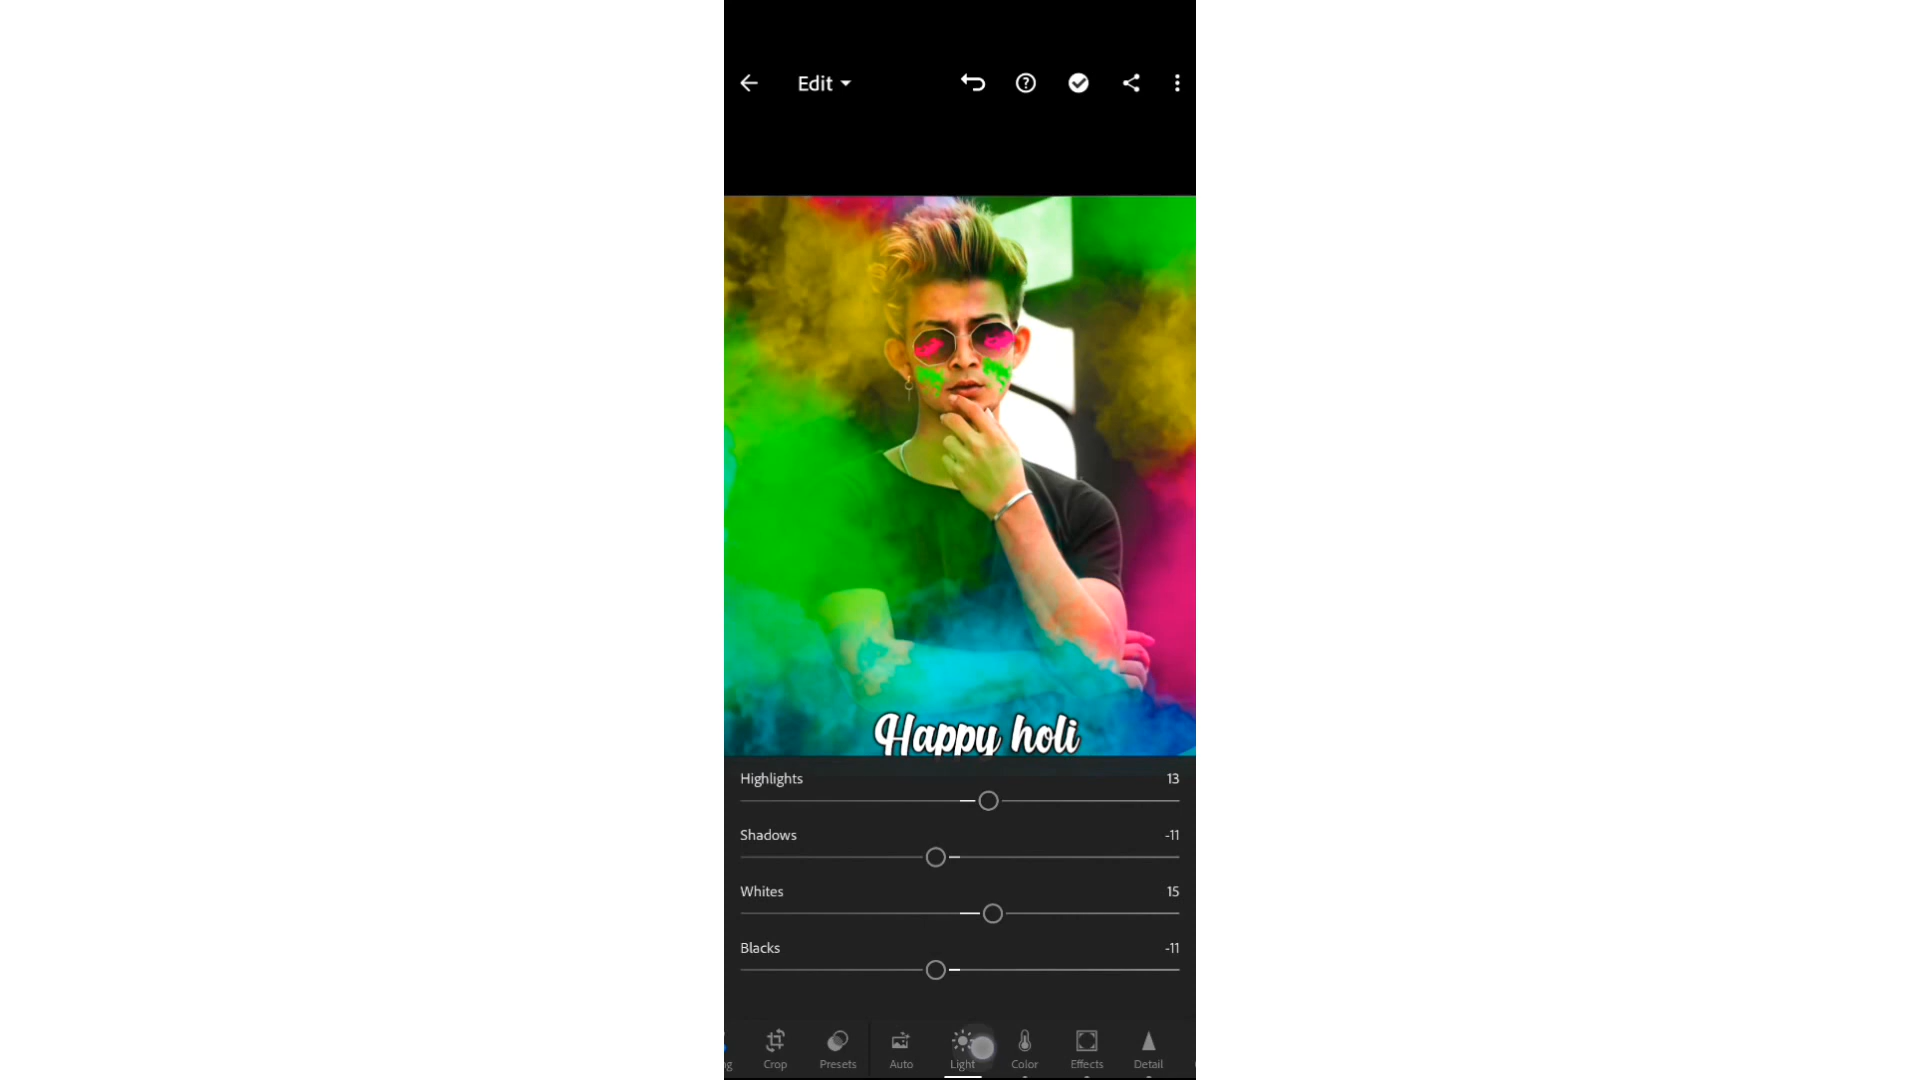 Edit
Happy holi
Highlights 13
Shadows -11
Whites 15
Blacks -11
Crop Presets Auto Light Color Effects Detail